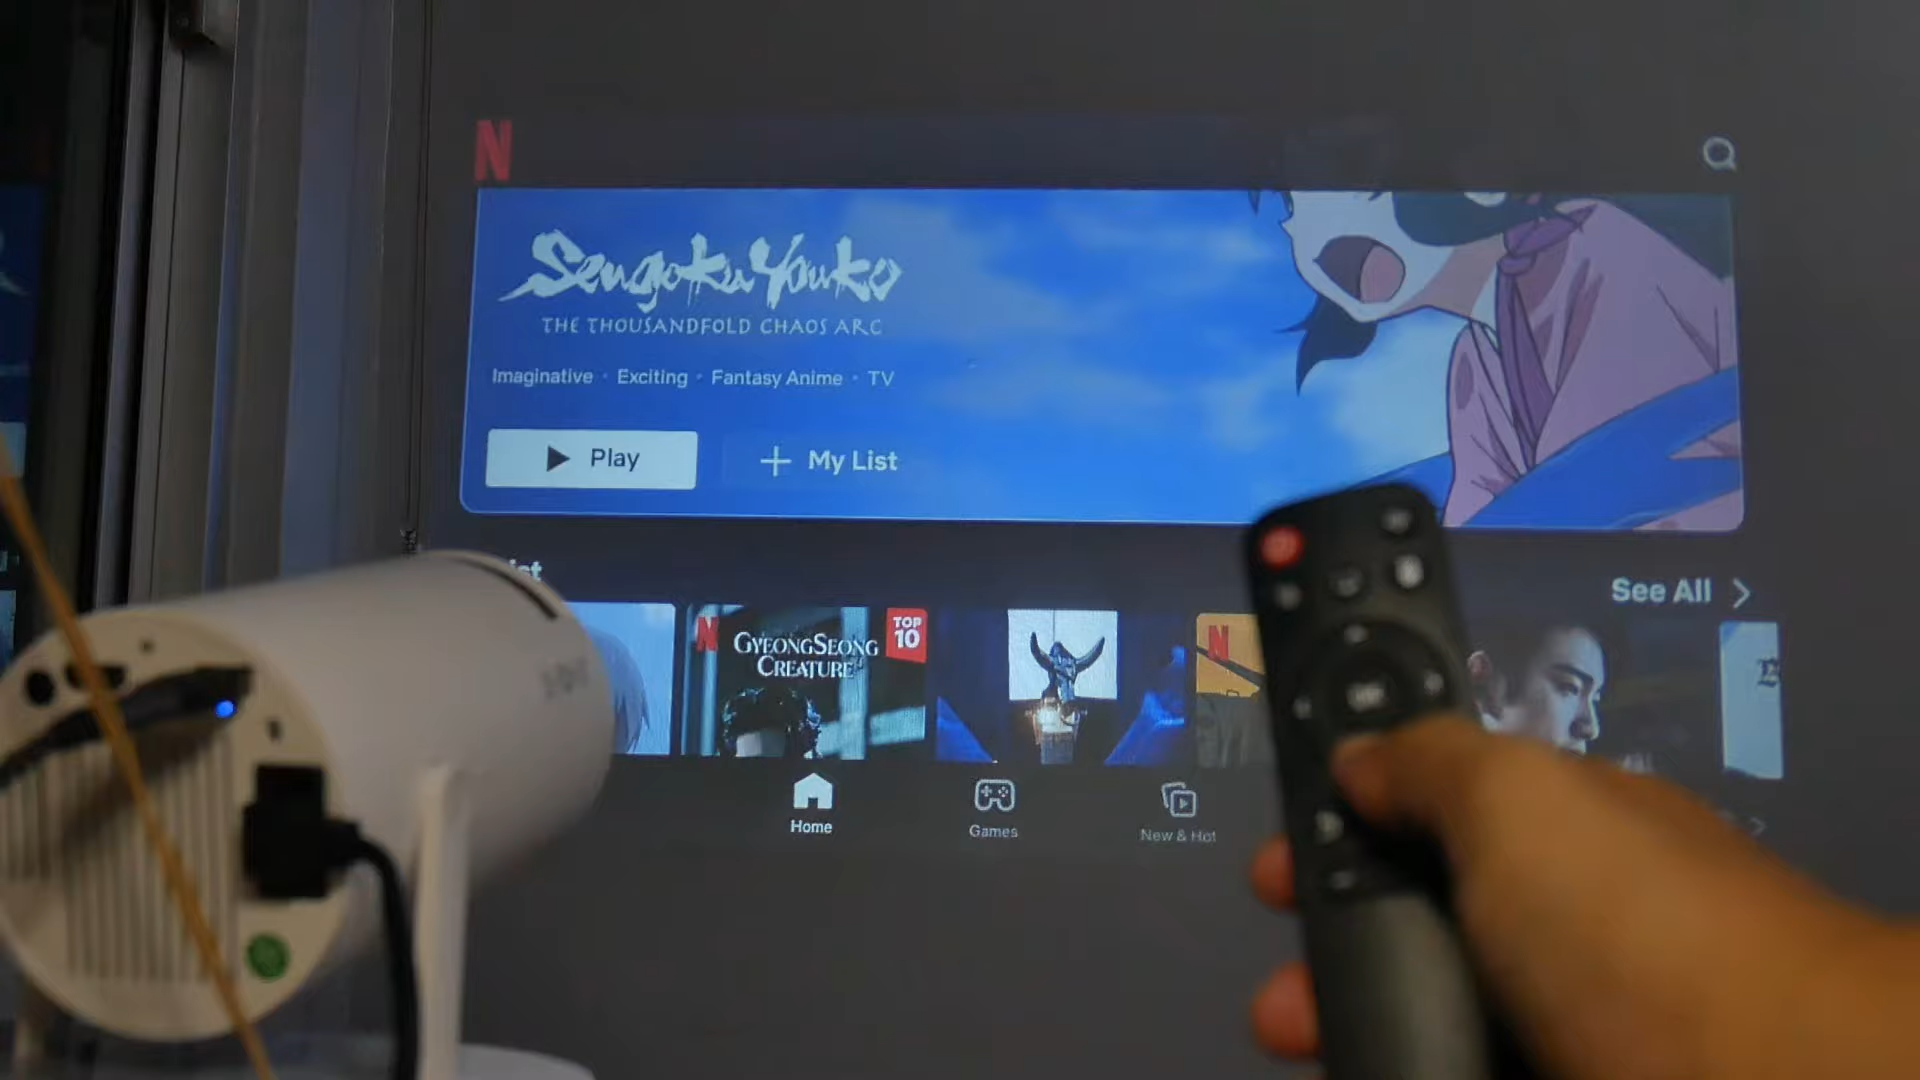 N
Sengoku Youko
THE THOUSANDFOLD CHAOS ARC
Imaginative • Exciting • Fantasy Anime • TV
Play
My List
See All
N
GYEONGSEONG
CREATURE
TOP
10
N
Home
Games
New & Hot